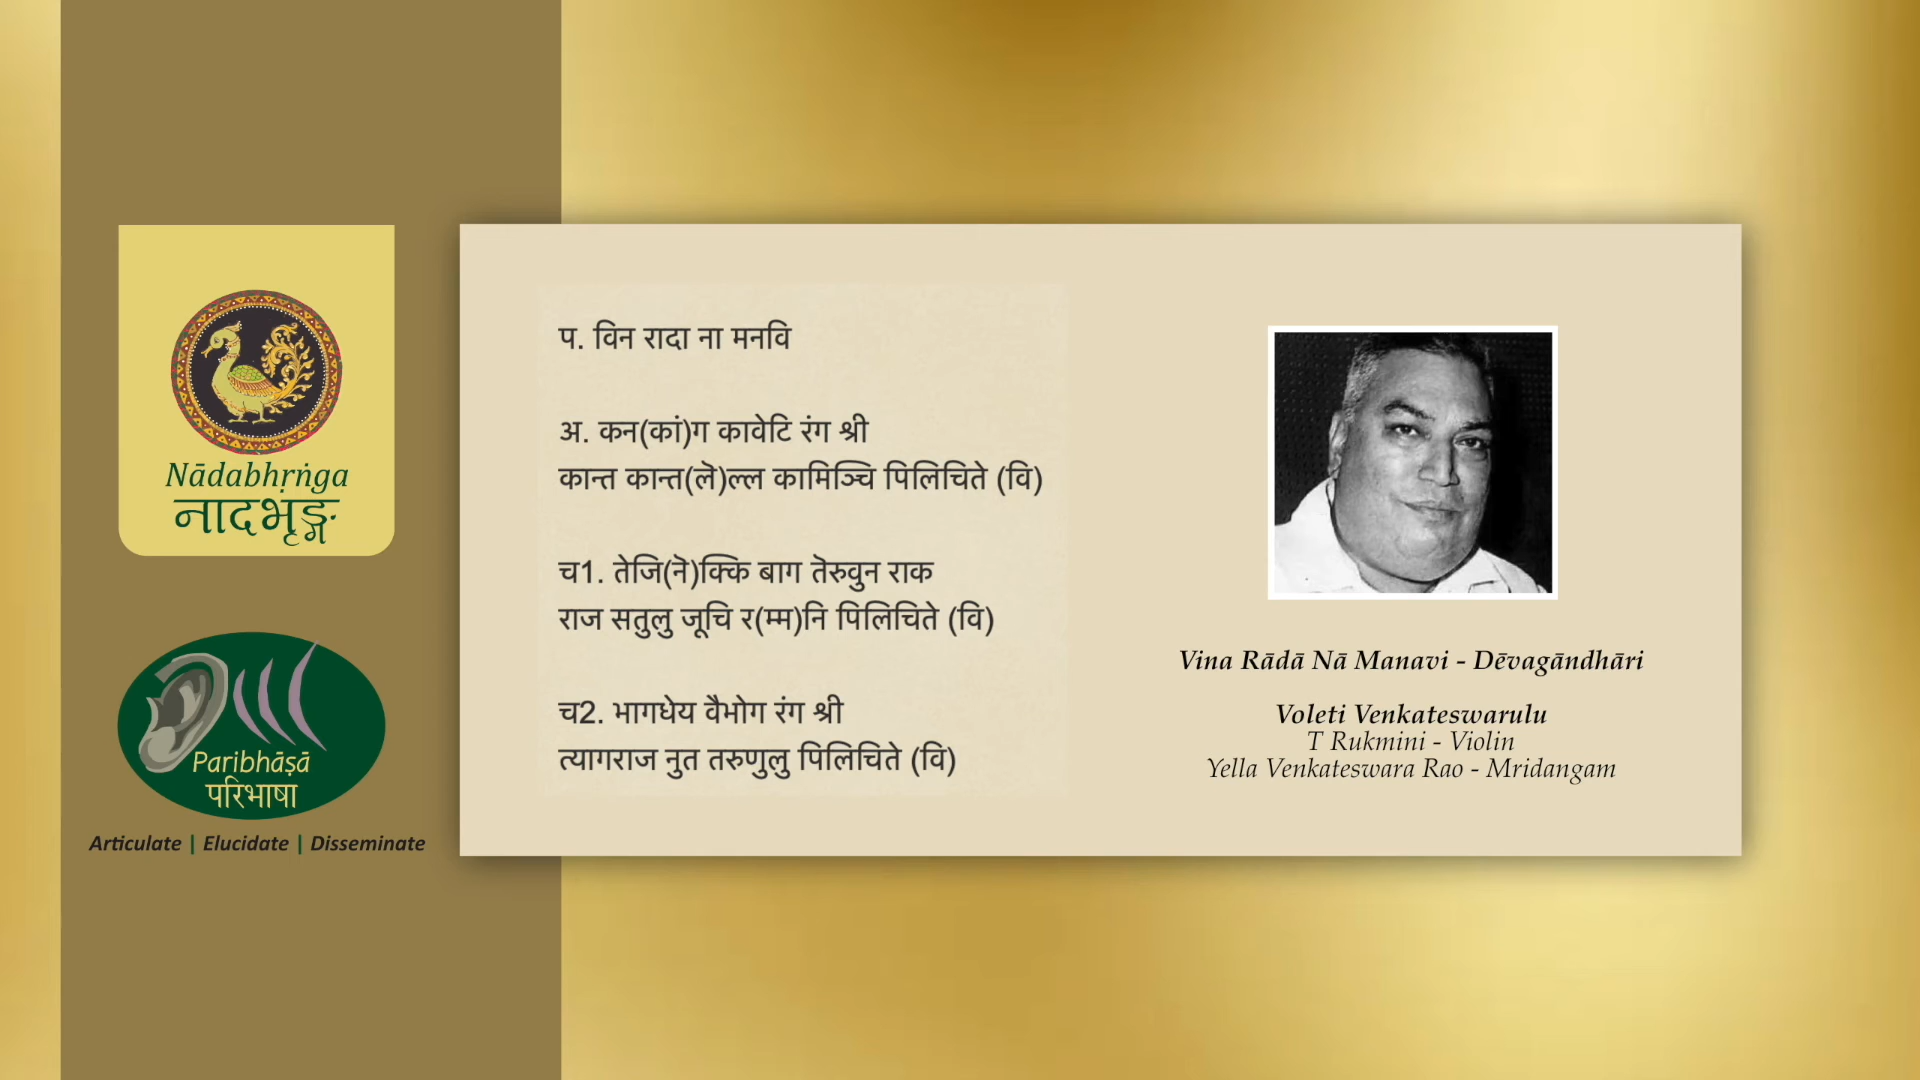 Nādabhrṅga
नादभृङ्ग
Paribhāṣā
परिभाषा
Articulate | Elucidate | Disseminate
प. विन रादा ना मनवि
अ. कन(कां)ग कावेटि रंग श्री
कान्त कान्त(लॆ)ल्ल कामिञ्चि पिलिचिते (वि)
च1. तेजि(नॆ)क्कि बाग तॆरुवुन राक
राज सतुलु जूचि र(म्म)नि पिलिचिते (वि)
च2. भागधेय वैभोग रंग श्री
त्यागराज नुत तरुणुलु पिलिचिते (वि)
Vina Rādā Nā Manavi - Dēvagāndhāri
Voleti Venkateswarulu
T Rukmini - Violin
Yella Venkateswara Rao - Mridangam